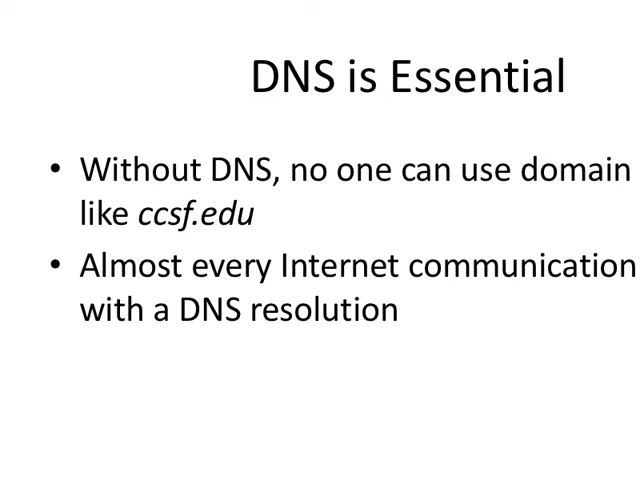 DNS is Essential
• Without DNS, no one can use domain
like ccsf.edu
• Almost every Internet communication
with a DNS resolution